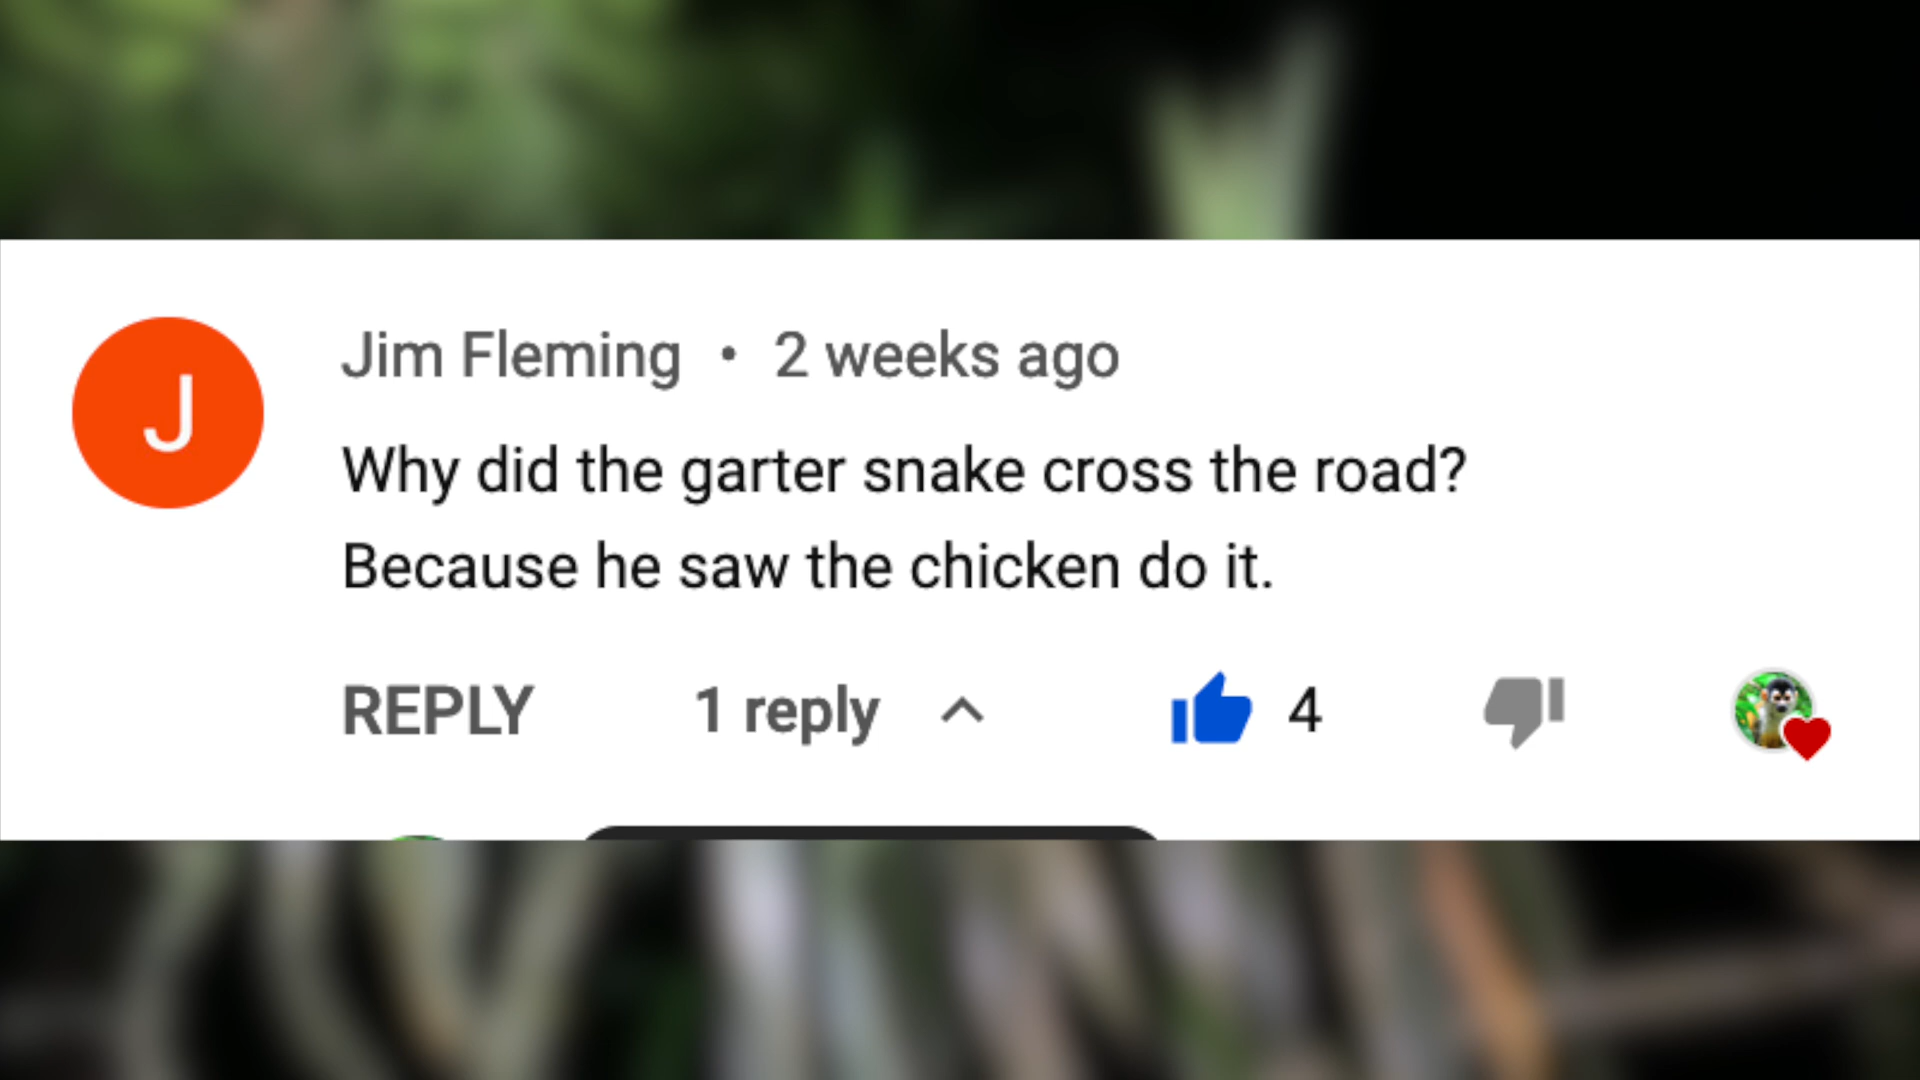 J
Jim Fleming • 2 weeks ago
Why did the garter snake cross the road?
Because he saw the chicken do it.
REPLY 1 reply 4